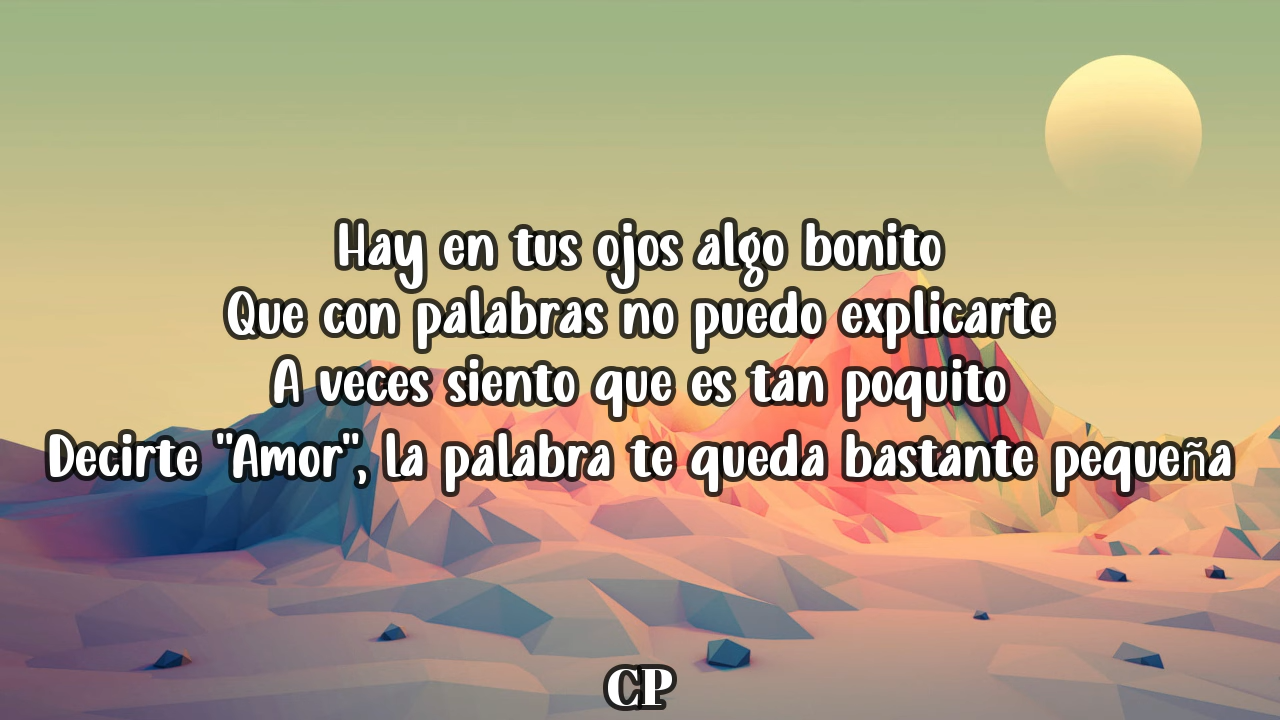 Hay en tus ojos algo bonito
Que con palabras no puedo explicarte
A veces siento que es tan poquito
Decirte "Amor", la palabra te queda bastante pequeña
CP